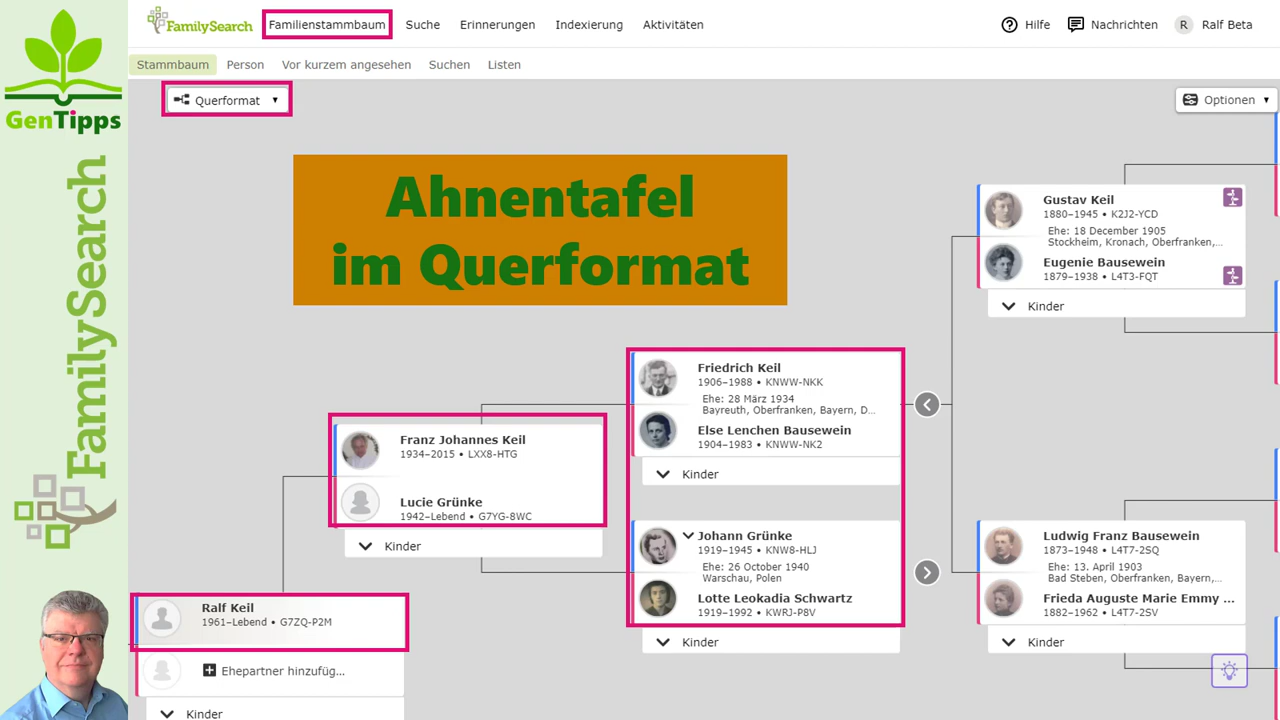 GenTipps
FamilySearch
FamilySearch
Familienstammbaum
Suche
Erinnerungen
Indexierung
Aktivitäten
Hilfe
Nachrichten
R
Ralf Beta
Stammbaum
Person
Vor kurzem angesehen
Suchen
Listen
Querformat
Optionen
Ahnentafel
im Querformat
Gustav Keil
1880–1945 • K2J2-YCD
Ehe: 18 December 1905
Stockheim, Kronach, Oberfranken,...
Eugenie Bausewein
1879–1938 • L4T3-FQT
Kinder
Friedrich Keil
1906–1988 • KNWW-NKK
Ehe: 28 März 1934
Bayreuth, Oberfranken, Bayern, D...
Else Lenchen Bausewein
1904–1983 • KNWW-NK2
Kinder
Franz Johannes Keil
1934–2015 • LXX8-HTG
Lucie Grünke
1942–Lebend • G7YG-8WC
Kinder
Johann Grünke
1919–1945 • KNW8-HLJ
Ehe: 26 October 1940
Warschau, Polen
Lotte Leokadia Schwartz
1919–1992 • KWRJ-P8V
Kinder
Ludwig Franz Bausewein
1873–1948 • L4T7-2SQ
Ehe: 13. April 1903
Bad Steben, Oberfranken, Bayern,...
Frieda Auguste Marie Emmy ...
1882–1962 • L4T7-2SV
Kinder
Ralf Keil
1961–Lebend • G7ZQ-P2M
Ehepartner hinzufüg...
Kinder